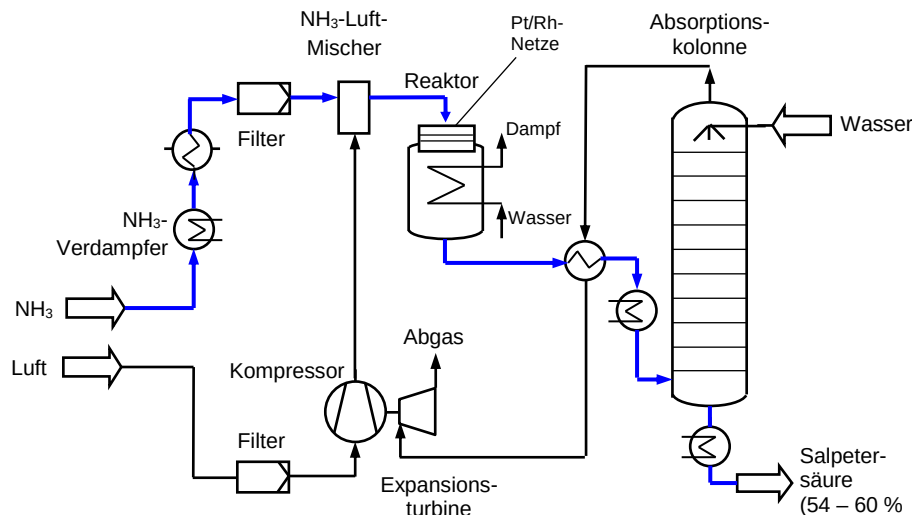 NH₃-Luft-
Mischer
Pt/Rh-
Netze
Absorptions-
kolonne
Reaktor
Filter
Dampf
Wasser
Wasser
NH₃-
Verdampfer
NH₃
Luft
Kompressor
Abgas
Filter
Expansions-
turbine
Salpeter-
säure
(54 – 60 %